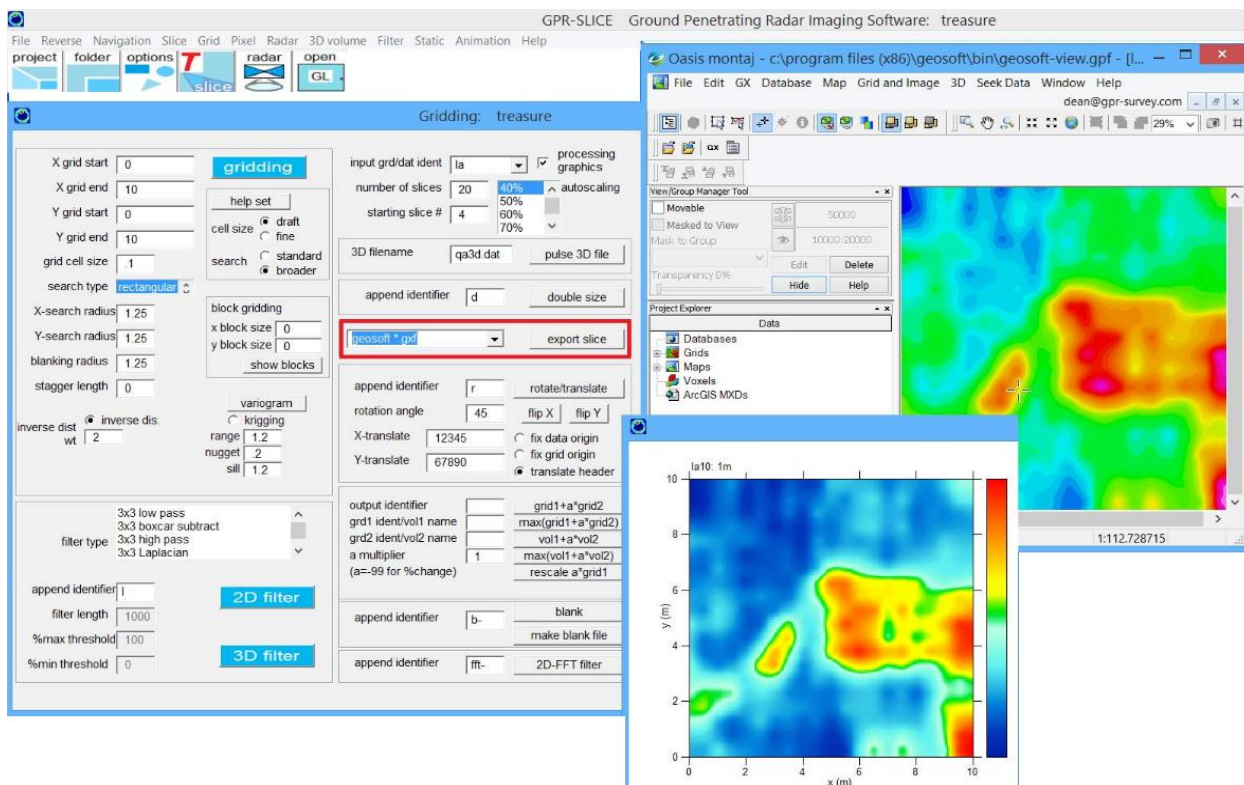 GPR-SLICE Ground Penetrating Radar Imaging Software: treasure
File Reverse Navigation Slice Grid Pixel Radar 3D volume Filter Static Animation Help
project folder options T slice radar open GL
Gridding: treasure
X grid start 0
X grid end 10
Y grid start 0
Y grid end 10
grid cell size .1
search type rectangular
X-search radius 1.25
Y-search radius 1.25
blanking radius 1.25
stagger length 0
inverse dis.
inverse dist wt 2
gridding
help set
cell size draft
fine
search standard
broader
block gridding
x block size 0
y block size 0
show blocks
variogram
krigging
range 1.2
nugget .2
sill 1.2
filter type
3x3 low pass
3x3 boxcar subtract
3x3 high pass
3x3 Laplacian
append identifier l
filter length 1000
%max threshold 100
%min threshold 0
2D filter
3D filter
input grd/dat ident la
processing graphics
number of slices 20
starting slice # 4
40%
50%
60%
70%
autoscaling
3D filename qa3d.dat pulse 3D file
append identifier d double size
geosoft *.gxf export slice
append identifier r rotate/translate
rotation angle 45 flip X flip Y
X-translate 12345
Y-translate 67890
fix data origin
fix grid origin
translate header
output identifier grid1+a*grid2
grd1 ident/vol1 name max(grid1+a*grid2)
grd2 ident/vol2 name vol1+a*vol2
a multiplier 1 max(vol1+a*vol2)
(a=-99 for %change) rescale a*grid1
append identifier b- blank
make blank file
append identifier fft- 2D-FFT filter
Oasis montaj - c:\program files (x86)\geosoft\bin\geosoft-view.gpf - [l...
File Edit GX Database Map Grid and Image 3D Seek Data Window Help
dean@gpr-survey.com
29%
GX
View/Group Manager Tool
Movable
Masked to View
50000
Mask to Group
10000:20000
Edit Delete
Transparency 0%
Hide Help
Project Explorer
Data
Databases
Grids
Maps
Voxels
ArcGIS MXDs
1:112.728715
la10: 1m
10
8
6
4
2
0
y (m)
0 2 4 6 8 10
x (m)